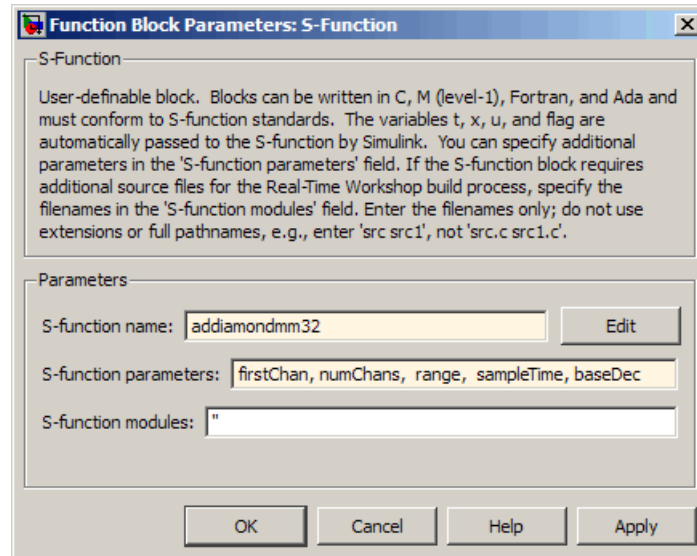 Function Block Parameters: S-Function
S-Function
User-definable block.  Blocks can be written in C, M (level-1), Fortran, and Ada and
must conform to S-function standards.  The variables t, x, u, and flag are
automatically passed to the S-function by Simulink.  You can specify additional
parameters in the 'S-function parameters' field. If the S-function block requires
additional source files for the Real-Time Workshop build process, specify the
filenames in the 'S-function modules' field. Enter the filenames only; do not use
extensions or full pathnames, e.g., enter 'src src1', not 'src.c src1.c'.
Parameters
S-function name: addiamondmm32 Edit
S-function parameters: firstChan, numChans,  range,  sampleTime, baseDec
S-function modules: ''
OK Cancel Help Apply